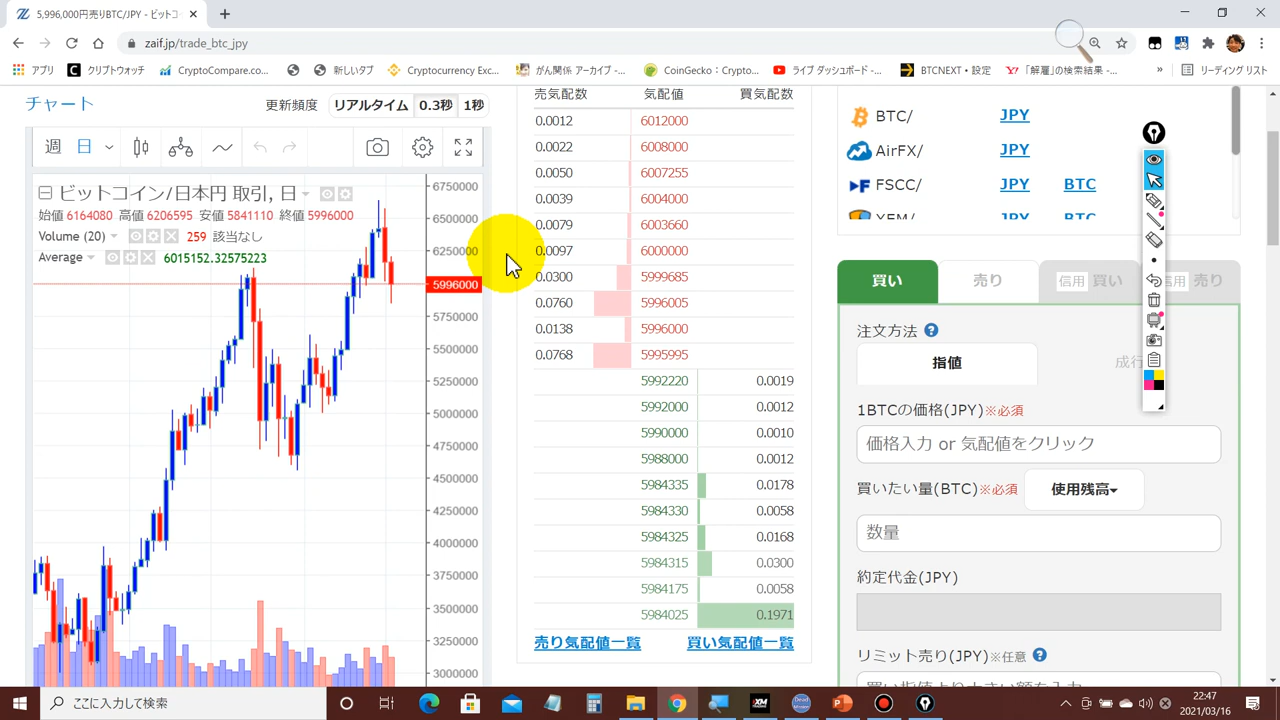 5,996,000円売りBTC/JPY - ビットコ
zaif.jp/trade_btc_jpy
アプリ
クリプトウォッチ
CryptoCompare.co...
新しいタブ
Cryptocurrency Exc...
がん関係 アーカイブ -...
CoinGecko : Crypto...
ライブ ダッシュボード -...
BTCNEXT・設定
「解雇」の検索結果 -...
»
リーディング リスト
チャート
更新頻度
リアルタイム
0.3秒
1秒
週
日
ビットコイン/日本円 取引, 日
始値 6164080 高値 6206595 安値 5841110 終値 5996000
Volume (20)
259 該当なし
Average
6015152.32575223
6750000
6500000
6250000
5996000
5750000
5500000
5250000
5000000
4750000
4500000
4250000
4000000
3750000
3500000
3250000
3000000
売気配数 気配値 買気配数
0.0012 6012000
0.0022 6008000
0.0050 6007255
0.0039 6004000
0.0079 6003660
0.0097 6000000
0.0300 5999685
0.0760 5996005
0.0138 5996000
0.0768 5995995
5992220 0.0019
5992000 0.0012
5990000 0.0010
5988000 0.0012
5984335 0.0178
5984330 0.0058
5984325 0.0168
5984315 0.0300
5984175 0.0058
5984025 0.1971
売り気配値一覧
買い気配値一覧
BTC/ JPY
AirFX/ JPY
FSCC/ JPY BTC
XEM/ JPY BTC
買い
売り
信用 買い
信用 売り
注文方法
指値
成行
1BTCの価格(JPY)※必須
価格入力 or 気配値をクリック
買いたい量(BTC)※必須
使用残高
数量
約定代金(JPY)
リミット売り(JPY)※任意
買い指値より大きい額を入力
ここに入力して検索
22:47
2021/03/16